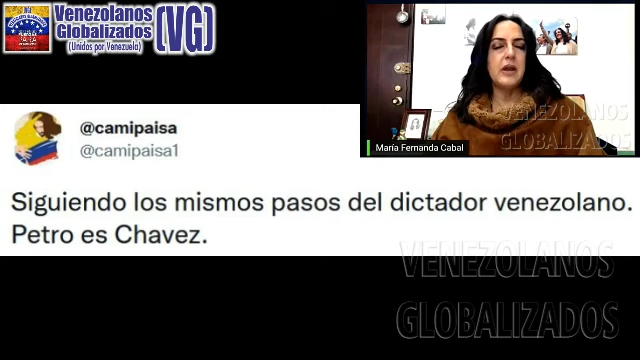 Venezolanos
Globalizados
(Unidos por Venezuela)
(VG)
María Fernanda Cabal
VENEZOLANOS
GLOBALIZADOS
@camipaisa
@camipaisa1
Siguiendo los mismos pasos del dictador venezolano.
Petro es Chavez.
VENEZOLANOS
GLOBALIZADOS